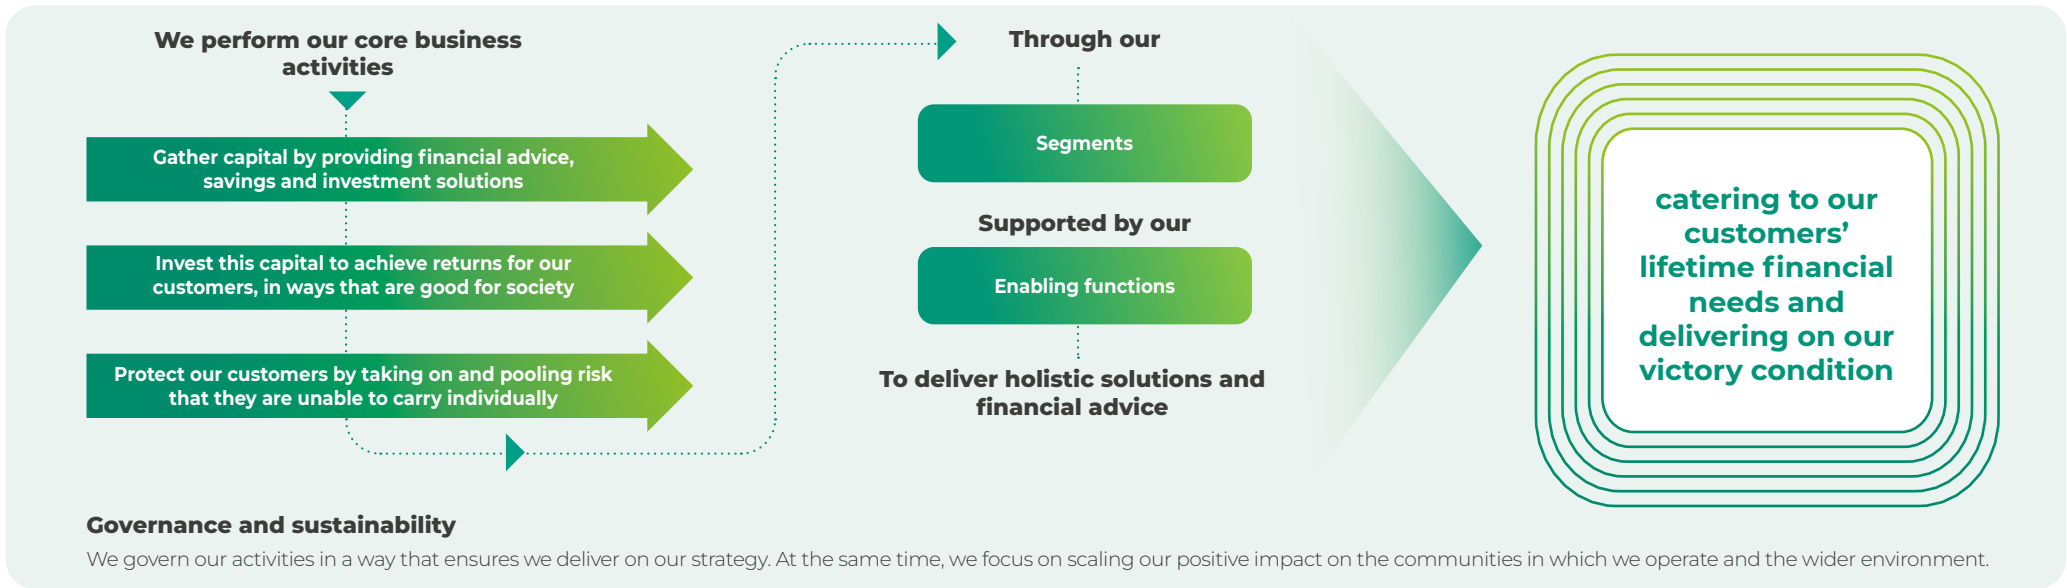 We perform our core business
activities
Gather capital by providing financial advice,
savings and investment solutions
Invest this capital to achieve returns for our
customers, in ways that are good for society
Protect our customers by taking on and pooling risk
that they are unable to carry individually
Through our
Segments
Supported by our
Enabling functions
To deliver holistic solutions and
financial advice
catering to our
customers’
lifetime financial
needs and
delivering on our
victory condition
Governance and sustainability
We govern our activities in a way that ensures we deliver on our strategy. At the same time, we focus on scaling our positive impact on the communities in which we operate and the wider environment.